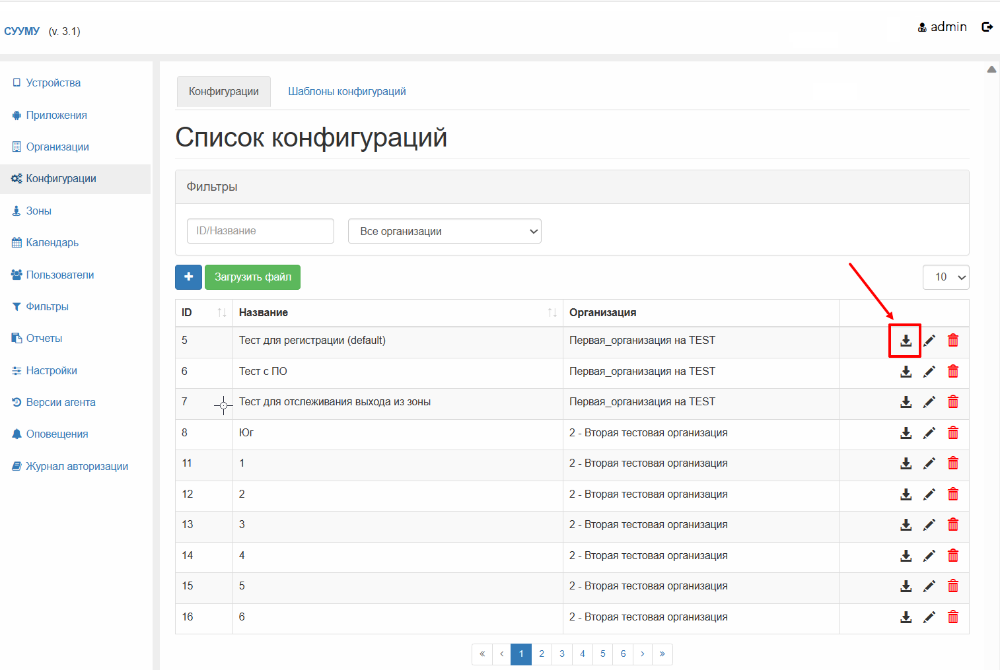 СУУМУ (v. 3.1)
admin
Устройства
Приложения
Организации
Конфигурации
Зоны
Календарь
Пользователи
Фильтры
Отчеты
Настройки
Версии агента
Оповещения
Журнал авторизации
Конфигурации Шаблоны конфигураций
Список конфигураций
Фильтры
ID/Название Все организации
+ Загрузить файл 10
ID Название Организация
5 Тест для регистрации (default) Первая_организация на TEST
6 Тест с ПО Первая_организация на TEST
7 Тест для отслеживания выхода из зоны Первая_организация на TEST
8 Юг 2 - Вторая тестовая организация
11 1 2 - Вторая тестовая организация
12 2 2 - Вторая тестовая организация
13 3 2 - Вторая тестовая организация
14 4 2 - Вторая тестовая организация
15 5 2 - Вторая тестовая организация
16 6 2 - Вторая тестовая организация
« ‹ 1 2 3 4 5 6 › »